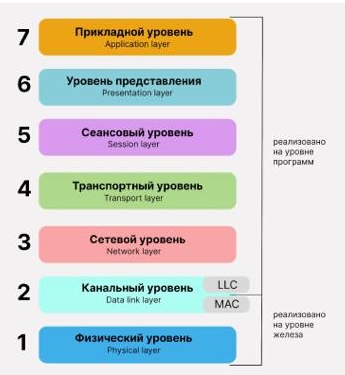 7
Прикладной уровень
Application layer
6
Уровень представления
Presentation layer
5
Сеансовый уровень
Session layer
реализовано
на уровне
программ
4
Транспортный уровень
Transport layer
3
Сетевой уровень
Network layer
2
Канальный уровень
Data link layer
LLC
MAC
1
Физический уровень
Physical layer
реализовано
на уровне
железа